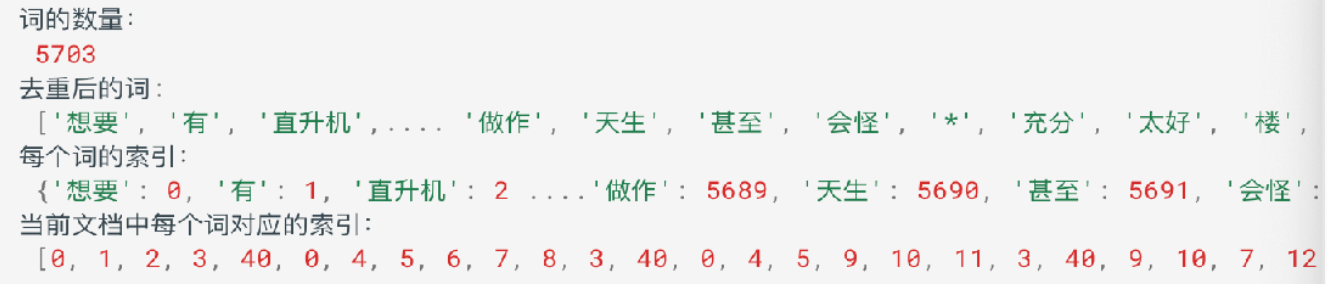 词的数量:
5703
去重后的词:
['想要', '有', '直升机',.... '做作', '天生', '甚至', '会怪', '*', '充分', '太好', '楼',
每个词的索引:
{'想要': 0, '有': 1, '直升机': 2 ....'做作': 5689, '天生': 5690, '甚至': 5691, '会怪':
当前文档中每个词对应的索引:
[0, 1, 2, 3, 40, 0, 4, 5, 6, 7, 8, 3, 40, 0, 4, 5, 9, 10, 11, 3, 40, 9, 10, 7, 12